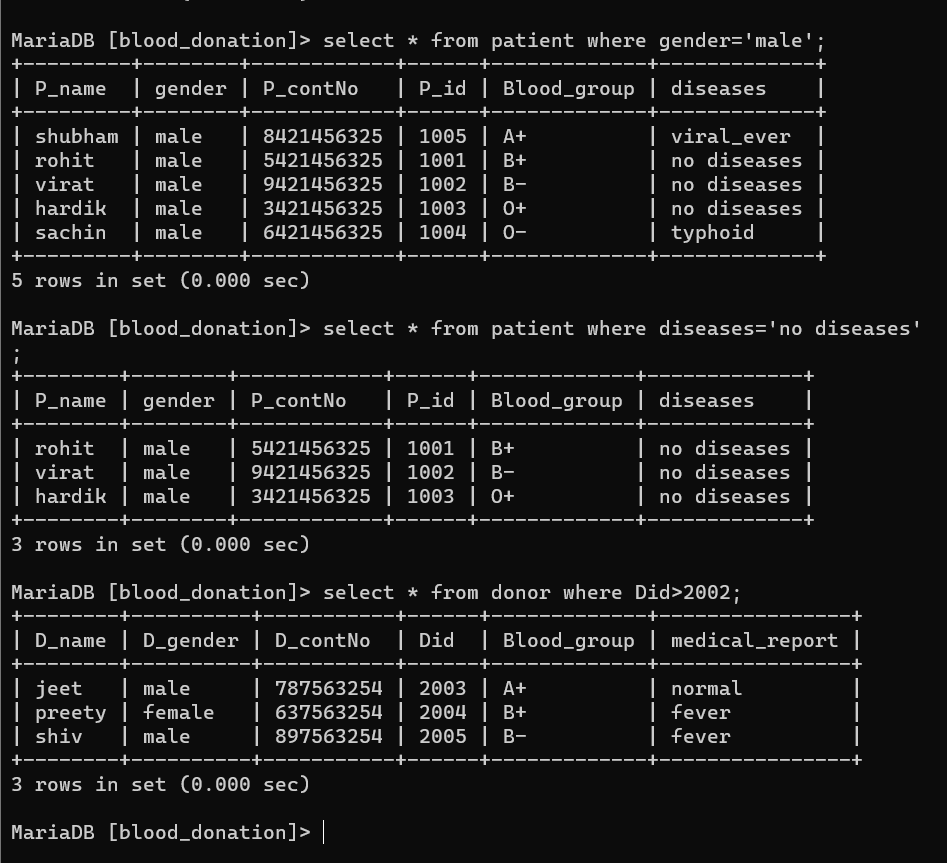 MariaDB [blood_donation]> select * from patient where gender='male';
+---------+--------+------------+------+-------------+-------------+
| P_name  | gender | P_contNo   | P_id | Blood_group | diseases    |
+---------+--------+------------+------+-------------+-------------+
| shubham | male   | 8421456325 | 1005 | A+          | viral_ever  |
| rohit   | male   | 5421456325 | 1001 | B+          | no diseases |
| virat   | male   | 9421456325 | 1002 | B-          | no diseases |
| hardik  | male   | 3421456325 | 1003 | O+          | no diseases |
| sachin  | male   | 6421456325 | 1004 | O-          | typhoid     |
+---------+--------+------------+------+-------------+-------------+
5 rows in set (0.000 sec)

MariaDB [blood_donation]> select * from patient where diseases='no diseases'
;
+--------+--------+------------+------+-------------+-------------+
| P_name | gender | P_contNo   | P_id | Blood_group | diseases    |
+--------+--------+------------+------+-------------+-------------+
| rohit  | male   | 5421456325 | 1001 | B+          | no diseases |
| virat  | male   | 9421456325 | 1002 | B-          | no diseases |
| hardik | male   | 3421456325 | 1003 | O+          | no diseases |
+--------+--------+------------+------+-------------+-------------+
3 rows in set (0.000 sec)

MariaDB [blood_donation]> select * from donor where Did>2002;
+--------+----------+-----------+------+-------------+----------------+
| D_name | D_gender | D_contNo  | Did  | Blood_group | medical_report |
+--------+----------+-----------+------+-------------+----------------+
| jeet   | male     | 787563254 | 2003 | A+          | normal         |
| preety | female   | 637563254 | 2004 | B+          | fever          |
| shiv   | male     | 897563254 | 2005 | B-          | fever          |
+--------+----------+-----------+------+-------------+----------------+
3 rows in set (0.000 sec)

MariaDB [blood_donation]>